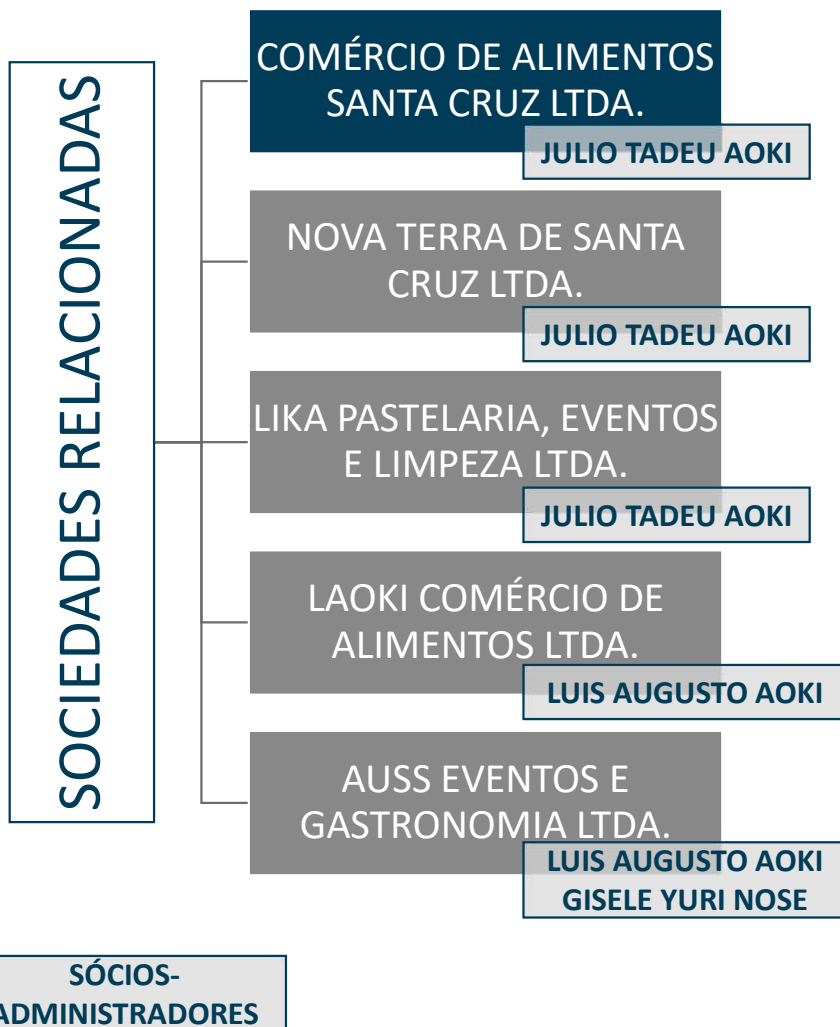 SOCIEDADES RELACIONADAS
COMÉRCIO DE ALIMENTOS
SANTA CRUZ LTDA.
JULIO TADEU AOKI
NOVA TERRA DE SANTA
CRUZ LTDA.
JULIO TADEU AOKI
LIKA PASTELARIA, EVENTOS
E LIMPEZA LTDA.
JULIO TADEU AOKI
LAOKI COMÉRCIO DE
ALIMENTOS LTDA.
LUIS AUGUSTO AOKI
AUSS EVENTOS E
GASTRONOMIA LTDA.
LUIS AUGUSTO AOKI
GISELE YURI NOSE
SÓCIOS-
ADMINISTRADORES